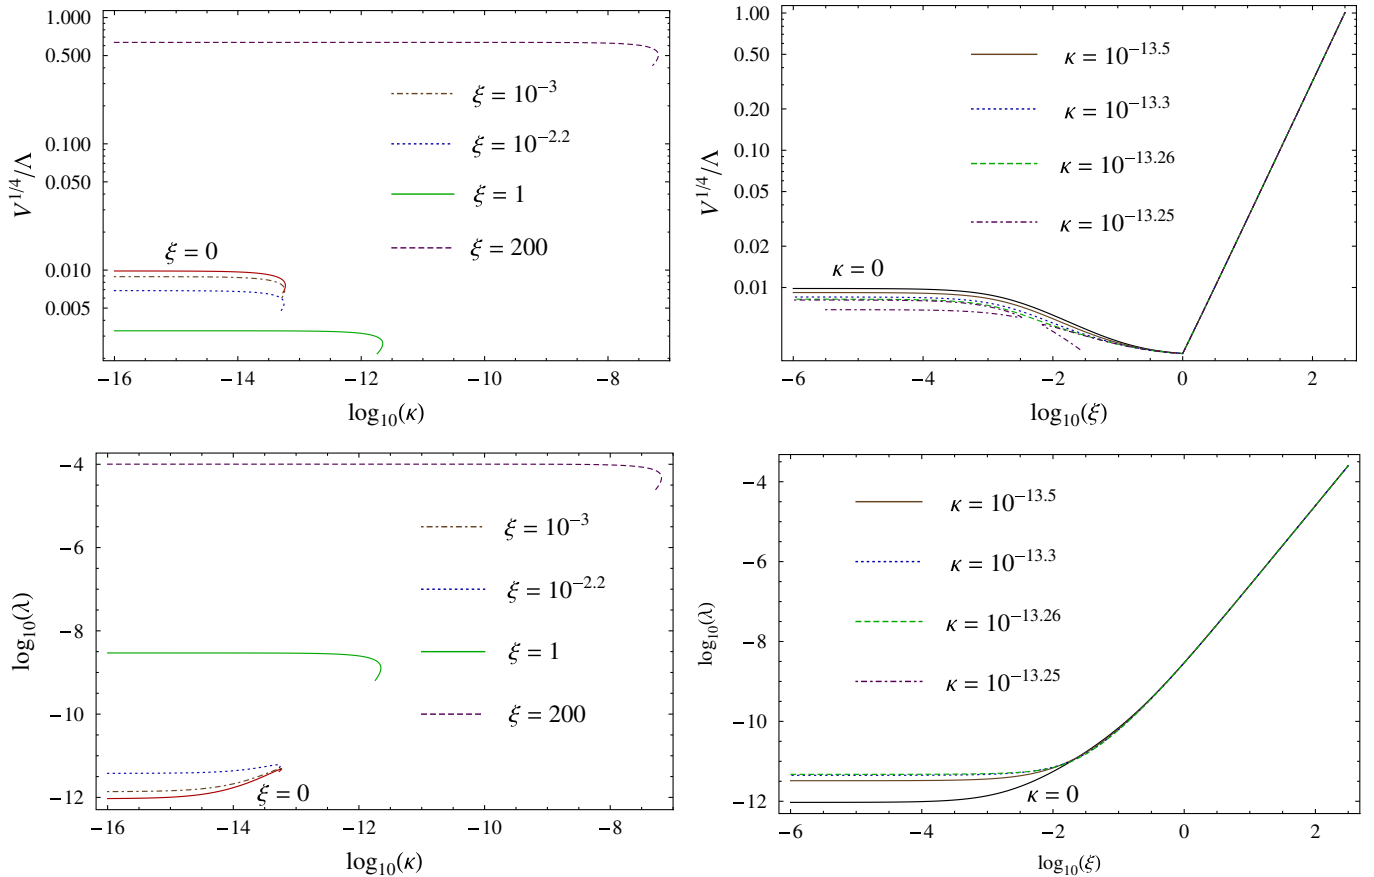 1.000
0.500
0.100
0.050
0.010
0.005
V^{1/4}/Λ
ξ = 10^{−3}
ξ = 10^{−2.2}
ξ = 1
ξ = 200
ξ = 0
−16
−14
−12
−10
−8
log_{10}(κ)
1.00
0.50
0.20
0.10
0.05
0.02
0.01
V^{1/4}/Λ
κ = 10^{−13.5}
κ = 10^{−13.3}
κ = 10^{−13.26}
κ = 10^{−13.25}
κ = 0
−6
−4
−2
0
2
log_{10}(ξ)
−4
−6
−8
−10
−12
log_{10}(λ)
ξ = 10^{−3}
ξ = 10^{−2.2}
ξ = 1
ξ = 200
ξ = 0
−16
−14
−12
−10
−8
log_{10}(κ)
−4
−6
−8
−10
−12
log_{10}(λ)
κ = 10^{−13.5}
κ = 10^{−13.3}
κ = 10^{−13.26}
κ = 10^{−13.25}
κ = 0
−6
−4
−2
0
2
log_{10}(ξ)